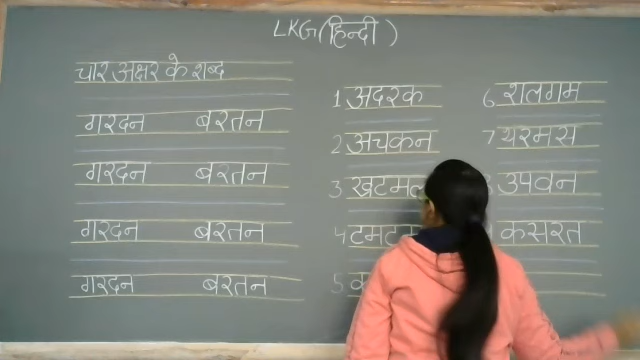 LKG(हिन्दी)
चार अक्षर के शब्द
गरदन बरतन
गरदन बरतन
गरदन बरतन
गरदन बरतन
1 अदरक
2 अचकन
3 खटमल
4
5
6 शलगम
7 थरमस
8 उपवन
कसरत